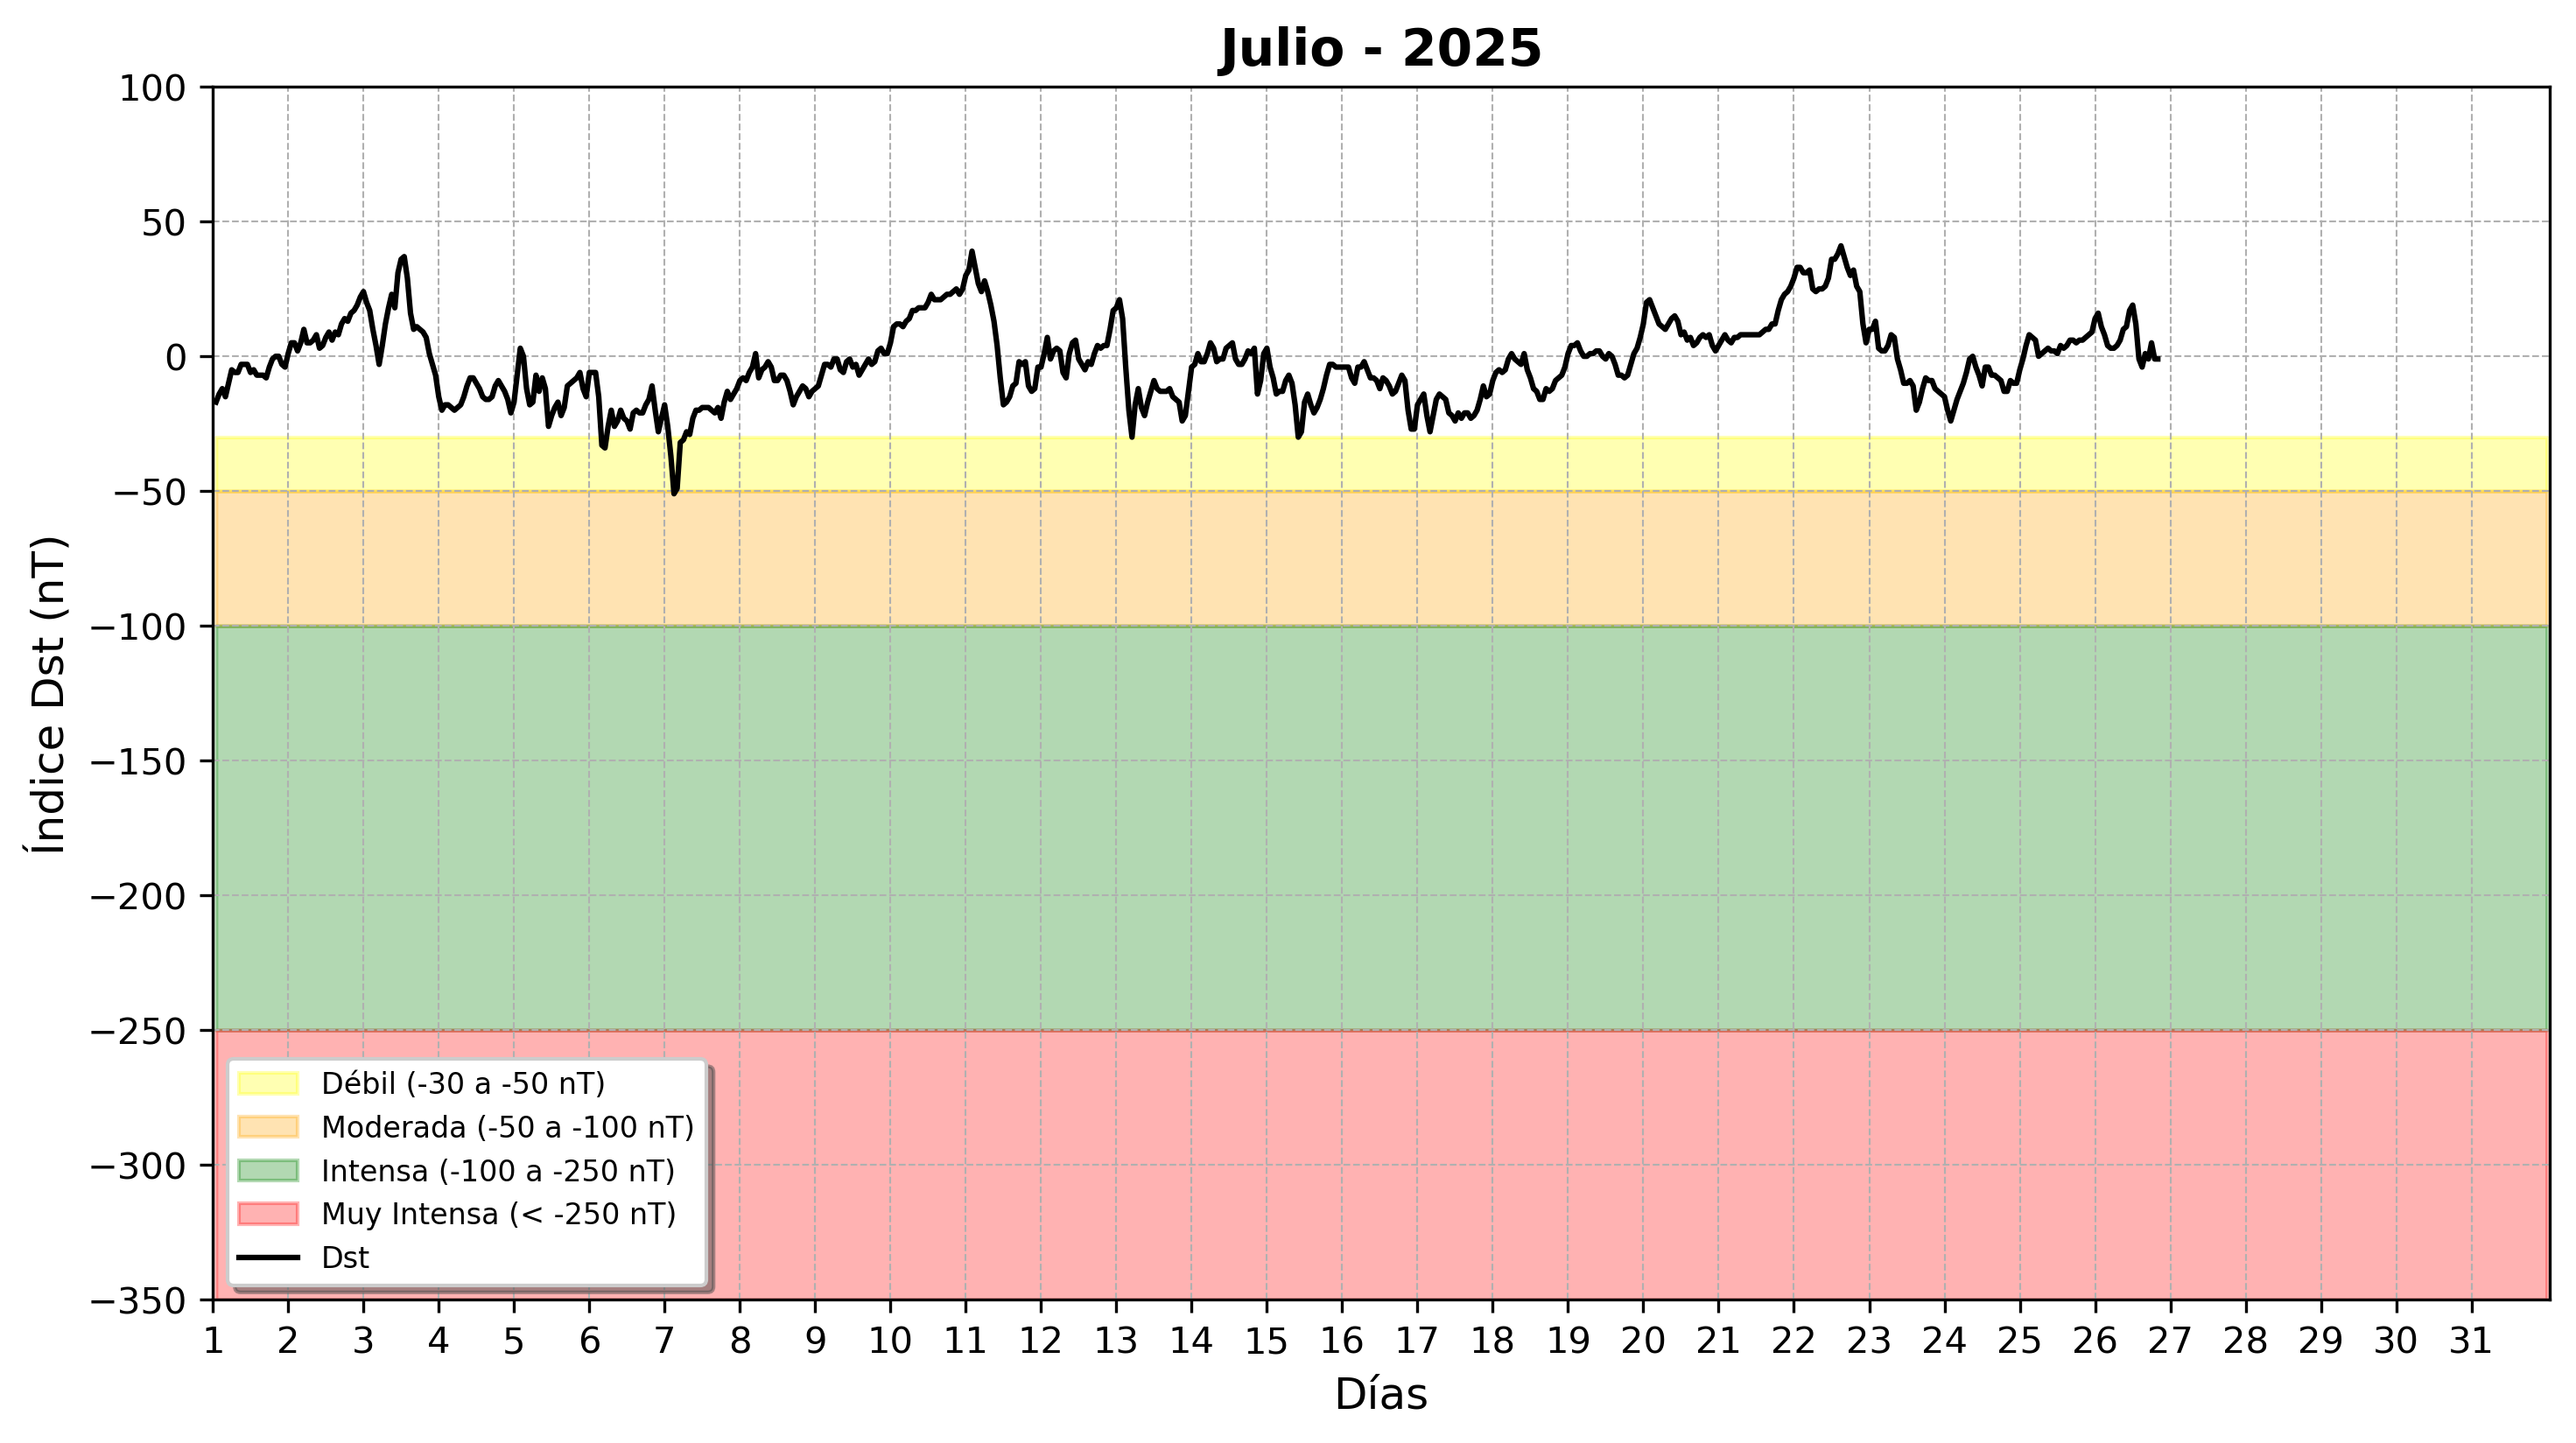 Julio - 2025
100
50
0
−50
−100
−150
−200
−250
−300
−350
Índice Dst (nT)
Débil (-30 a -50 nT)
Moderada (-50 a -100 nT)
Intensa (-100 a -250 nT)
Muy Intensa (< -250 nT)
Dst
1 2 3 4 5 6 7 8 9 10 11 12 13 14 15 16 17 18 19 20 21 22 23 24 25 26 27 28 29 30 31
Días